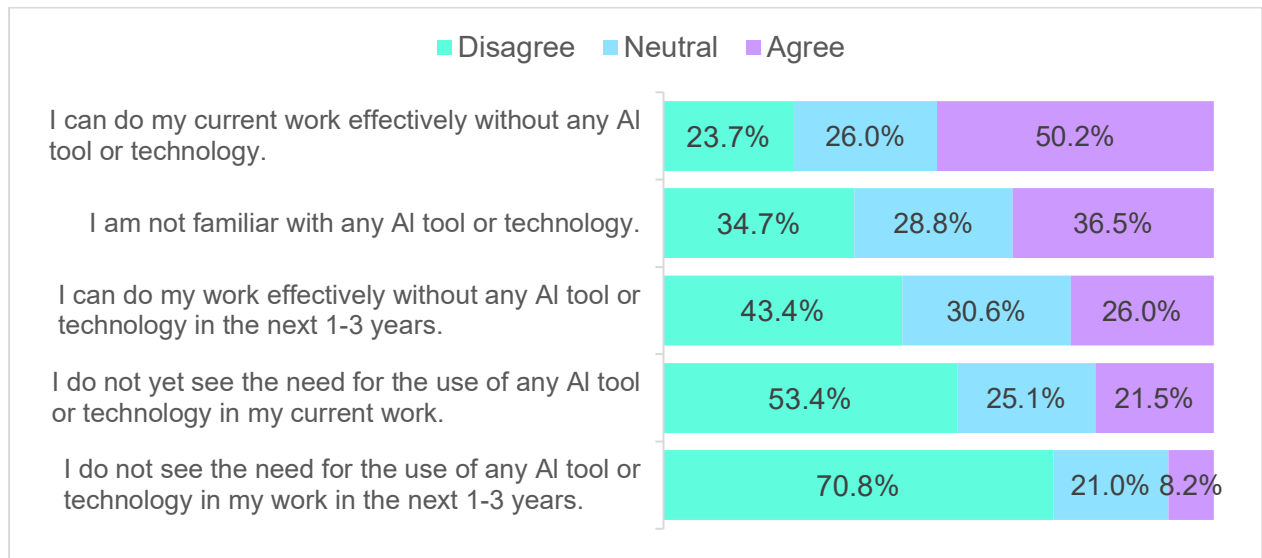 Disagree Neutral Agree
I can do my current work effectively without any AI
tool or technology.
23.7% 26.0% 50.2%
I am not familiar with any AI tool or technology.
34.7% 28.8% 36.5%
I can do my work effectively without any AI tool or
technology in the next 1-3 years.
43.4% 30.6% 26.0%
I do not yet see the need for the use of any AI tool
or technology in my current work.
53.4% 25.1% 21.5%
I do not see the need for the use of any AI tool or
technology in my work in the next 1-3 years.
70.8% 21.0% 8.2%